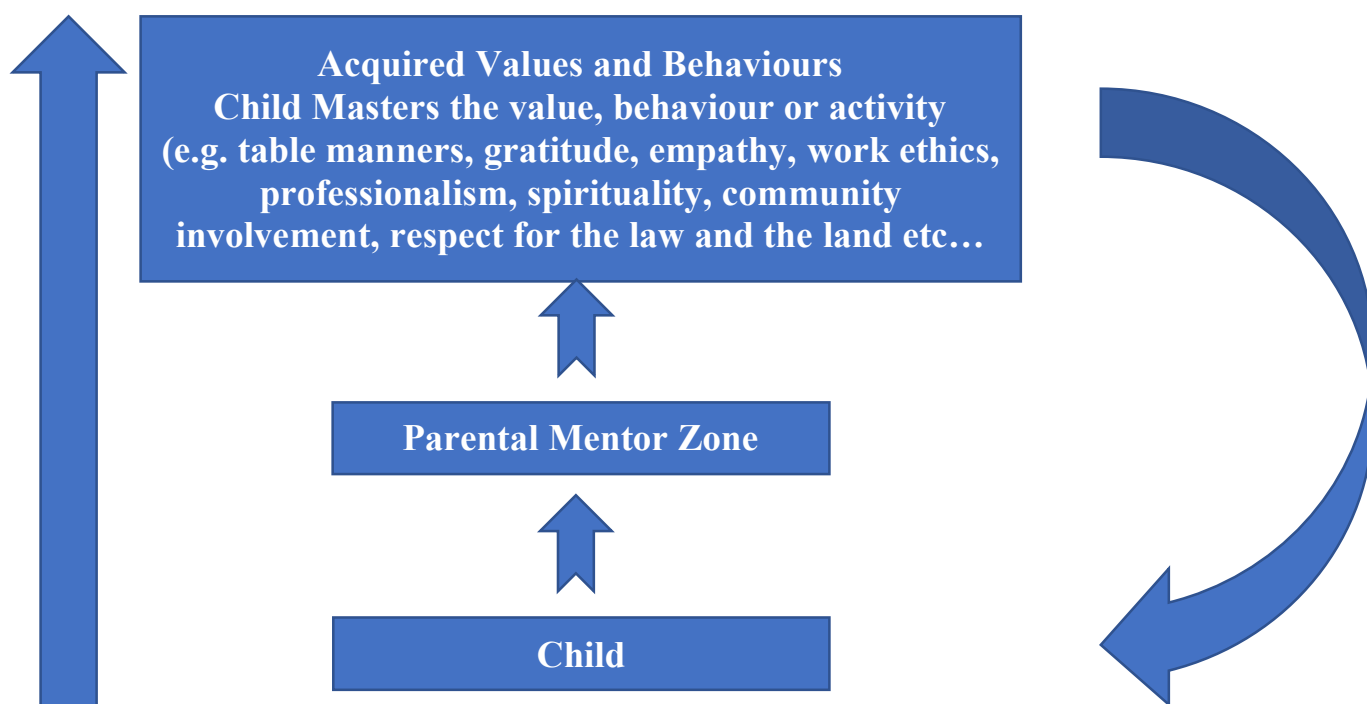 Acquired Values and Behaviours
Child Masters the value, behaviour or activity
(e.g. table manners, gratitude, empathy, work ethics,
professionalism, spirituality, community
involvement, respect for the law and the land etc…
Parental Mentor Zone
Child